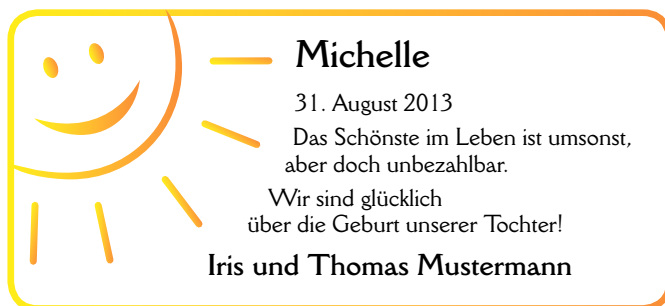 Michelle
31. August 2013
Das Schönste im Leben ist umsonst,
aber doch unbezahlbar.
Wir sind glücklich
über die Geburt unserer Tochter!
Iris und Thomas Mustermann